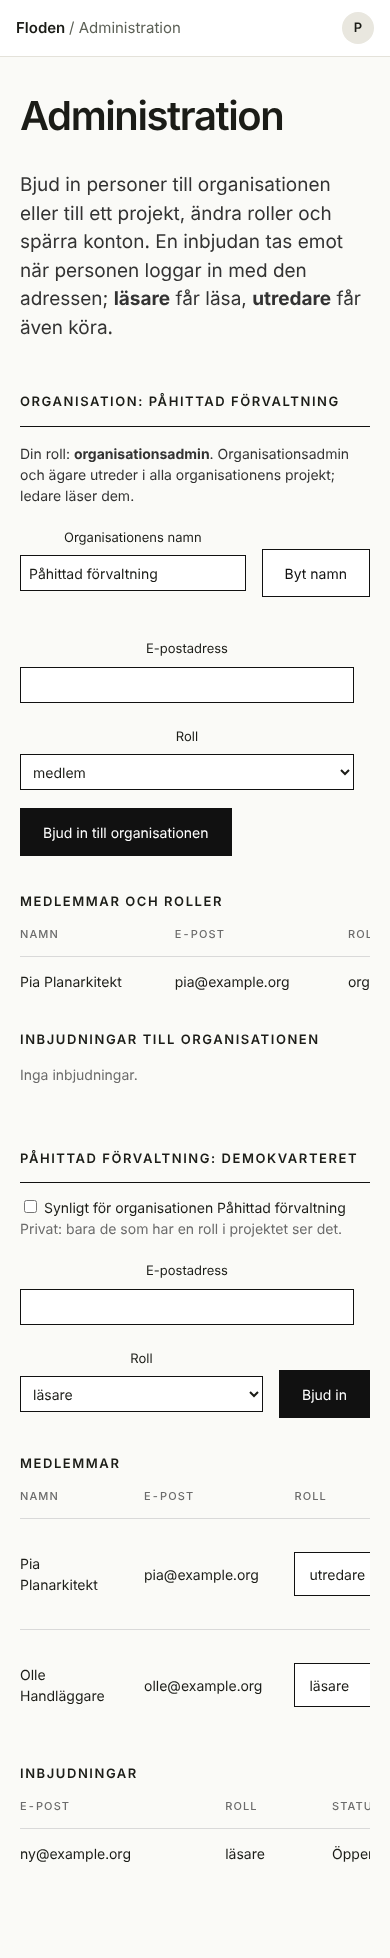 Floden / Administration
P
Administration
Bjud in personer till organisationen
eller till ett projekt, ändra roller och
spärra konton. En inbjudan tas emot
när personen loggar in med den
adressen; läsare får läsa, utredare får
även köra.
ORGANISATION: PÅHITTAD FÖRVALTNING
Din roll: organisationsadmin. Organisationsadmin
och ägare utreder i alla organisationens projekt;
ledare läser dem.
Organisationens namn
Påhittad förvaltning
Byt namn
E-postadress
Roll
medlem
Bjud in till organisationen
MEDLEMMAR OCH ROLLER
NAMN E-POST ROL
Pia Planarkitekt pia@example.org org
INBJUDNINGAR TILL ORGANISATIONEN
Inga inbjudningar.
PÅHITTAD FÖRVALTNING: DEMOKVARTERET
Synligt för organisationen Påhittad förvaltning
Privat: bara de som har en roll i projektet ser det.
E-postadress
Roll
läsare
Bjud in
MEDLEMMAR
NAMN E-POST ROLL
Pia
Planarkitekt
pia@example.org
utredare
Olle
Handläggare
olle@example.org
läsare
INBJUDNINGAR
E-POST ROLL STATU
ny@example.org läsare Öppen